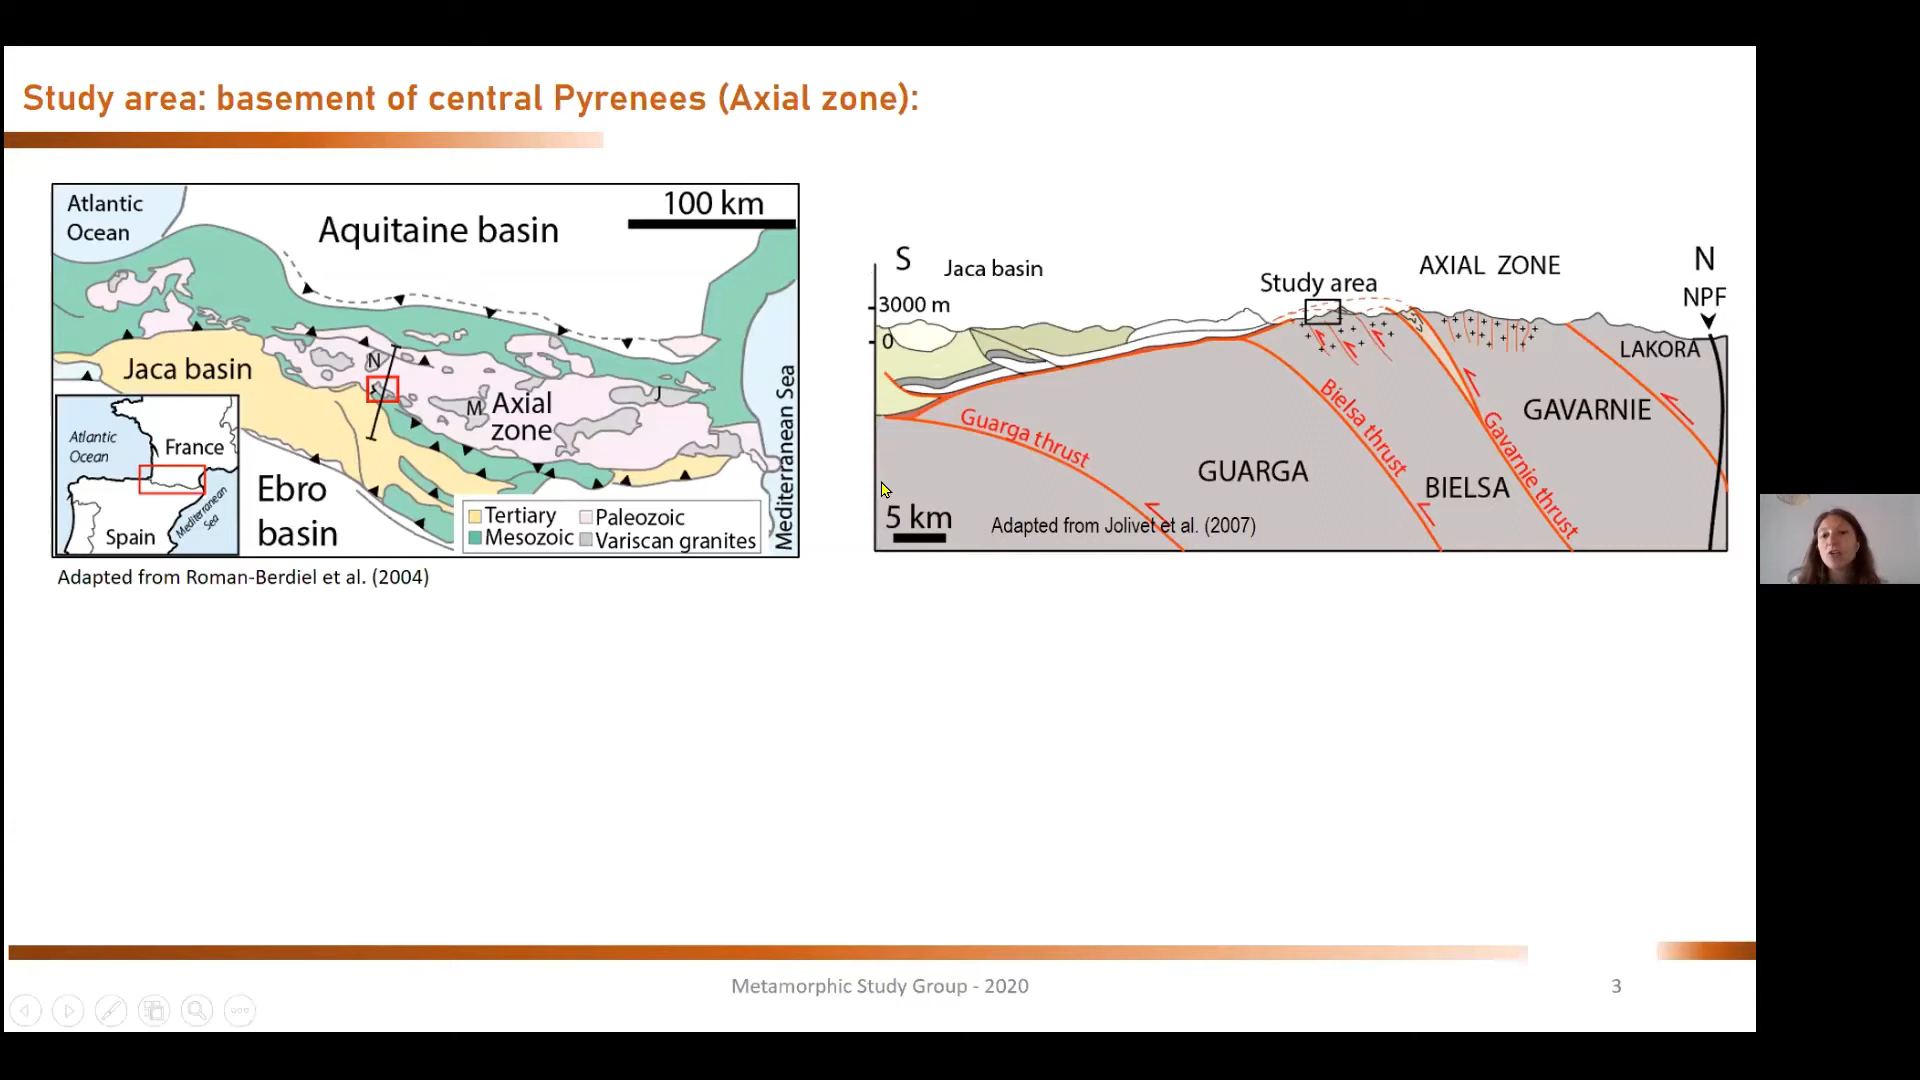 Study area: basement of central Pyrenees (Axial zone):
Atlantic
Ocean
Aquitaine basin
100 km
Jaca basin
N
M
Axial
zone
J
Mediterranean Sea
Atlantic
Ocean
France
Spain
Mediterranean
Sea
Ebro
basin
Tertiary
Paleozoic
Mesozoic
Variscan granites
Adapted from Roman-Berdiel et al. (2004)
S
Jaca basin
Study area
AXIAL ZONE
N
NPF
3000 m
0
LAKORA
GAVARNIE
Guarga thrust
Bielsa thrust
Gavarnie thrust
GUARGA
BIELSA
5 km
Adapted from Jolivet et al. (2007)
Metamorphic Study Group - 2020
3